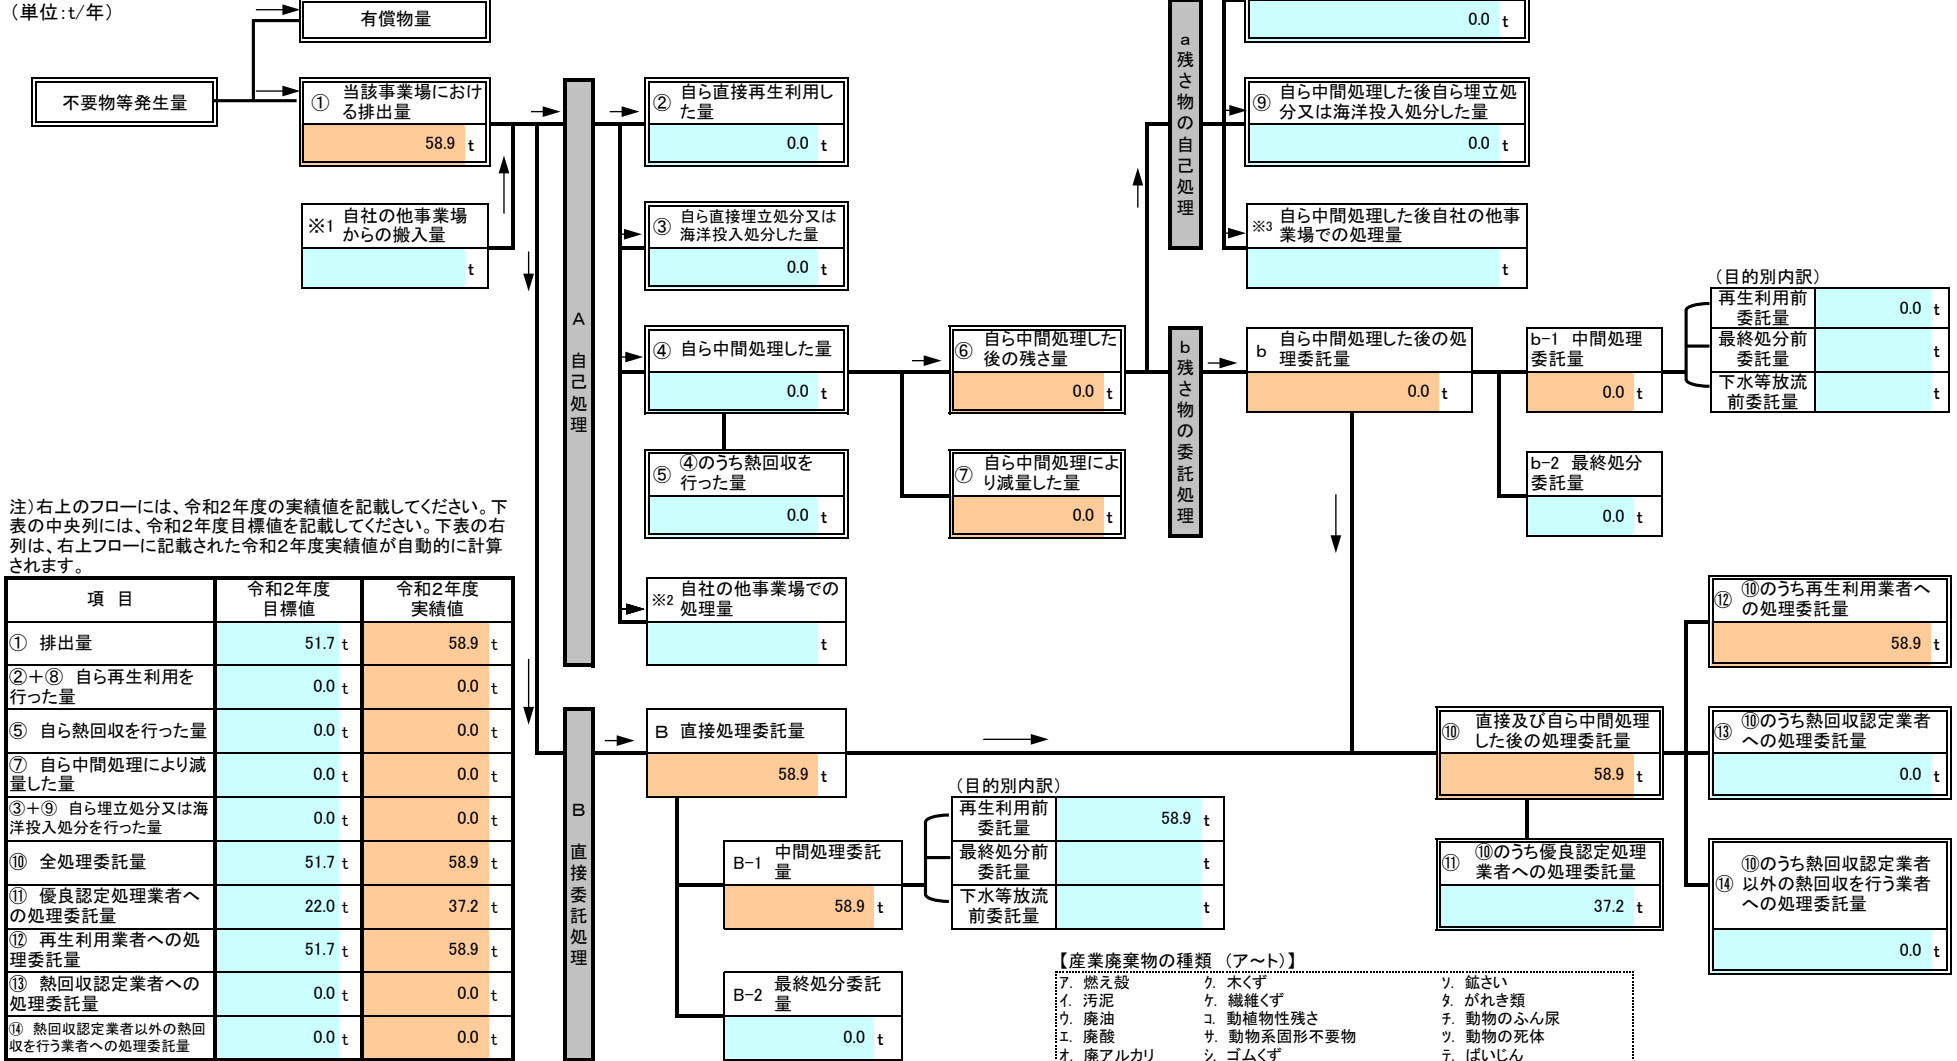 （単位：t/年）
有償物量
不要物等発生量
① 当該事業場におけ
る排出量
58.9 t
※1 自社の他事業場
からの搬入量
t
A 自己処理
② 自ら直接再生利用し
た量
0.0 t
③ 自ら直接埋立処分又は
海洋投入処分した量
0.0 t
④ 自ら中間処理した量
0.0 t
⑤ ④のうち熱回収を
行った量
0.0 t
※2 自社の他事業場での
処理量
t
⑥ 自ら中間処理した
後の残さ量
0.0 t
⑦ 自ら中間処理によ
り減量した量
0.0 t
a残さ物の自己処理
0.0 t
⑨ 自ら中間処理した後自ら埋立処
分又は海洋投入処分した量
0.0 t
※3 自ら中間処理した後自社の他事
業場での処理量
t
b残さ物の委託処理
b 自ら中間処理した後の処
理委託量
0.0 t
b-1 中間処理
委託量
0.0 t
b-2 最終処分
委託量
0.0 t
（目的別内訳）
再生利用前
委託量
0.0 t
最終処分前
委託量
t
下水等放流
前委託量
t
注）右上のフローには、令和２年度の実績値を記載してください。下
表の中央列には、令和２年度目標値を記載してください。下表の右
列は、右上フローに記載された令和２年度実績値が自動的に計算
されます。
項 目 令和２年度
目標値 令和２年度
実績値
① 排出量 51.7 t 58.9 t
②＋⑧ 自ら再生利用を
行った量 0.0 t 0.0 t
⑤ 自ら熱回収を行った量 0.0 t 0.0 t
⑦ 自ら中間処理により減
量した量 0.0 t 0.0 t
③＋⑨ 自ら埋立処分又は海
洋投入処分を行った量 0.0 t 0.0 t
⑩ 全処理委託量 51.7 t 58.9 t
⑪ 優良認定処理業者へ
の処理委託量 22.0 t 37.2 t
⑫ 再生利用業者への処
理委託量 51.7 t 58.9 t
⑬ 熱回収認定業者への
処理委託量 0.0 t 0.0 t
⑭ 熱回収認定業者以外の熱回
収を行う業者への処理委託量 0.0 t 0.0 t
B 直接委託処理
B 直接処理委託量
58.9 t
B-1 中間処理委託
量
58.9 t
B-2 最終処分委託
量
0.0 t
（目的別内訳）
再生利用前
委託量
58.9 t
最終処分前
委託量
t
下水等放流
前委託量
t
⑩ 直接及び自ら中間処理
した後の処理委託量
58.9 t
⑪ ⑩のうち優良認定処理
業者への処理委託量
37.2 t
⑫ ⑩のうち再生利用業者へ
の処理委託量
58.9 t
⑬ ⑩のうち熱回収認定業者
への処理委託量
0.0 t
⑭ ⑩のうち熱回収認定業者
以外の熱回収を行う業者
への処理委託量
0.0 t
【産業廃棄物の種類 （ア～ト）】
ア. 燃え殻 ク. 木くず ソ. 鉱さい
イ. 汚泥 ケ. 繊維くず タ. がれき類
ウ. 廃油 コ. 動植物性残さ チ. 動物のふん尿
エ. 廃酸 サ. 動物系固形不要物 ツ. 動物の死体
オ. 廃アルカリ シ. ゴムくず テ. ばいじん